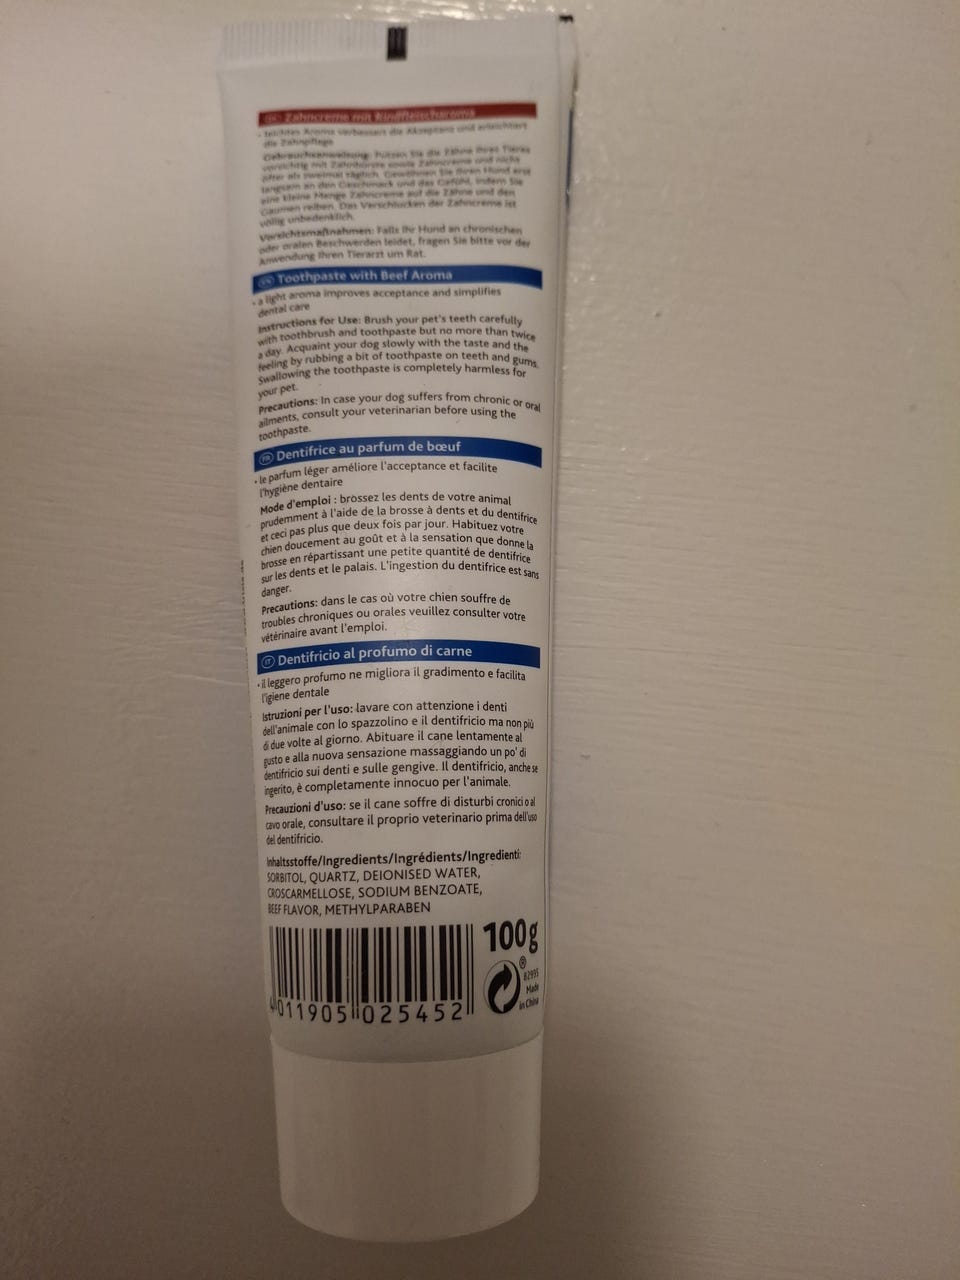 DE Zahncreme mit Rindfleischaroma
• leichtes Aroma verbessert die Akzeptanz und erleichtert
die Zahnpflege
Gebrauchsanweisung: Putzen Sie die Zähne Ihres Tieres
vorsichtig mit Zahnbürste sowie Zahncreme und nicht
öfter als zweimal täglich. Gewöhnen Sie Ihren Hund erst
langsam an den Geschmack und das Gefühl, indem Sie
eine kleine Menge Zahncreme auf die Zähne und den
Gaumen reiben. Das Verschlucken der Zahncreme ist
völlig unbedenklich.
Vorsichtsmaßnahmen: Falls Ihr Hund an chronischen
oder oralen Beschwerden leidet, fragen Sie bitte vor der
Anwendung Ihren Tierarzt um Rat.
EN Toothpaste with Beef Aroma
• a light aroma improves acceptance and simplifies
dental care
Instructions for Use: Brush your pet's teeth carefully
with toothbrush and toothpaste but no more than twice
a day. Acquaint your dog slowly with the taste and the
feeling by rubbing a bit of toothpaste on teeth and gums.
Swallowing the toothpaste is completely harmless for
your pet.
Precautions: In case your dog suffers from chronic or oral
ailments, consult your veterinarian before using the
toothpaste.
FR Dentifrice au parfum de bœuf
• le parfum léger améliore l'acceptance et facilite
l'hygiène dentaire
Mode d'emploi : brossez les dents de votre animal
prudemment à l'aide de la brosse à dents et du dentifrice
et ceci pas plus que deux fois par jour. Habituez votre
chien doucement au goût et à la sensation que donne la
brosse en répartissant une petite quantité de dentifrice
sur les dents et le palais. L'ingestion du dentifrice est sans
danger.
Precautions: dans le cas où votre chien souffre de
troubles chroniques ou orales veuillez consulter votre
vétérinaire avant l'emploi.
IT Dentifricio al profumo di carne
• il leggero profumo ne migliora il gradimento e facilita
l'igiene dentale
Istruzioni per l'uso: lavare con attenzione i denti
dell'animale con lo spazzolino e il dentifricio ma non più
di due volte al giorno. Abituare il cane lentamente al
gusto e alla nuova sensazione massaggiando un po' di
dentifricio sui denti e sulle gengive. Il dentifricio, anche se
ingerito, è completamente innocuo per l'animale.
Precauzioni d'uso: se il cane soffre di disturbi cronici o al
cavo orale, consultare il proprio veterinario prima dell'uso
del dentifricio.
Inhaltsstoffe/Ingredients/Ingrédients/Ingredienti:
SORBITOL, QUARTZ, DEIONISED WATER,
CROSCARMELLOSE, SODIUM BENZOATE,
BEEF FLAVOR, METHYLPARABEN
100g
®
82995
Made
in China
4 011905 025452